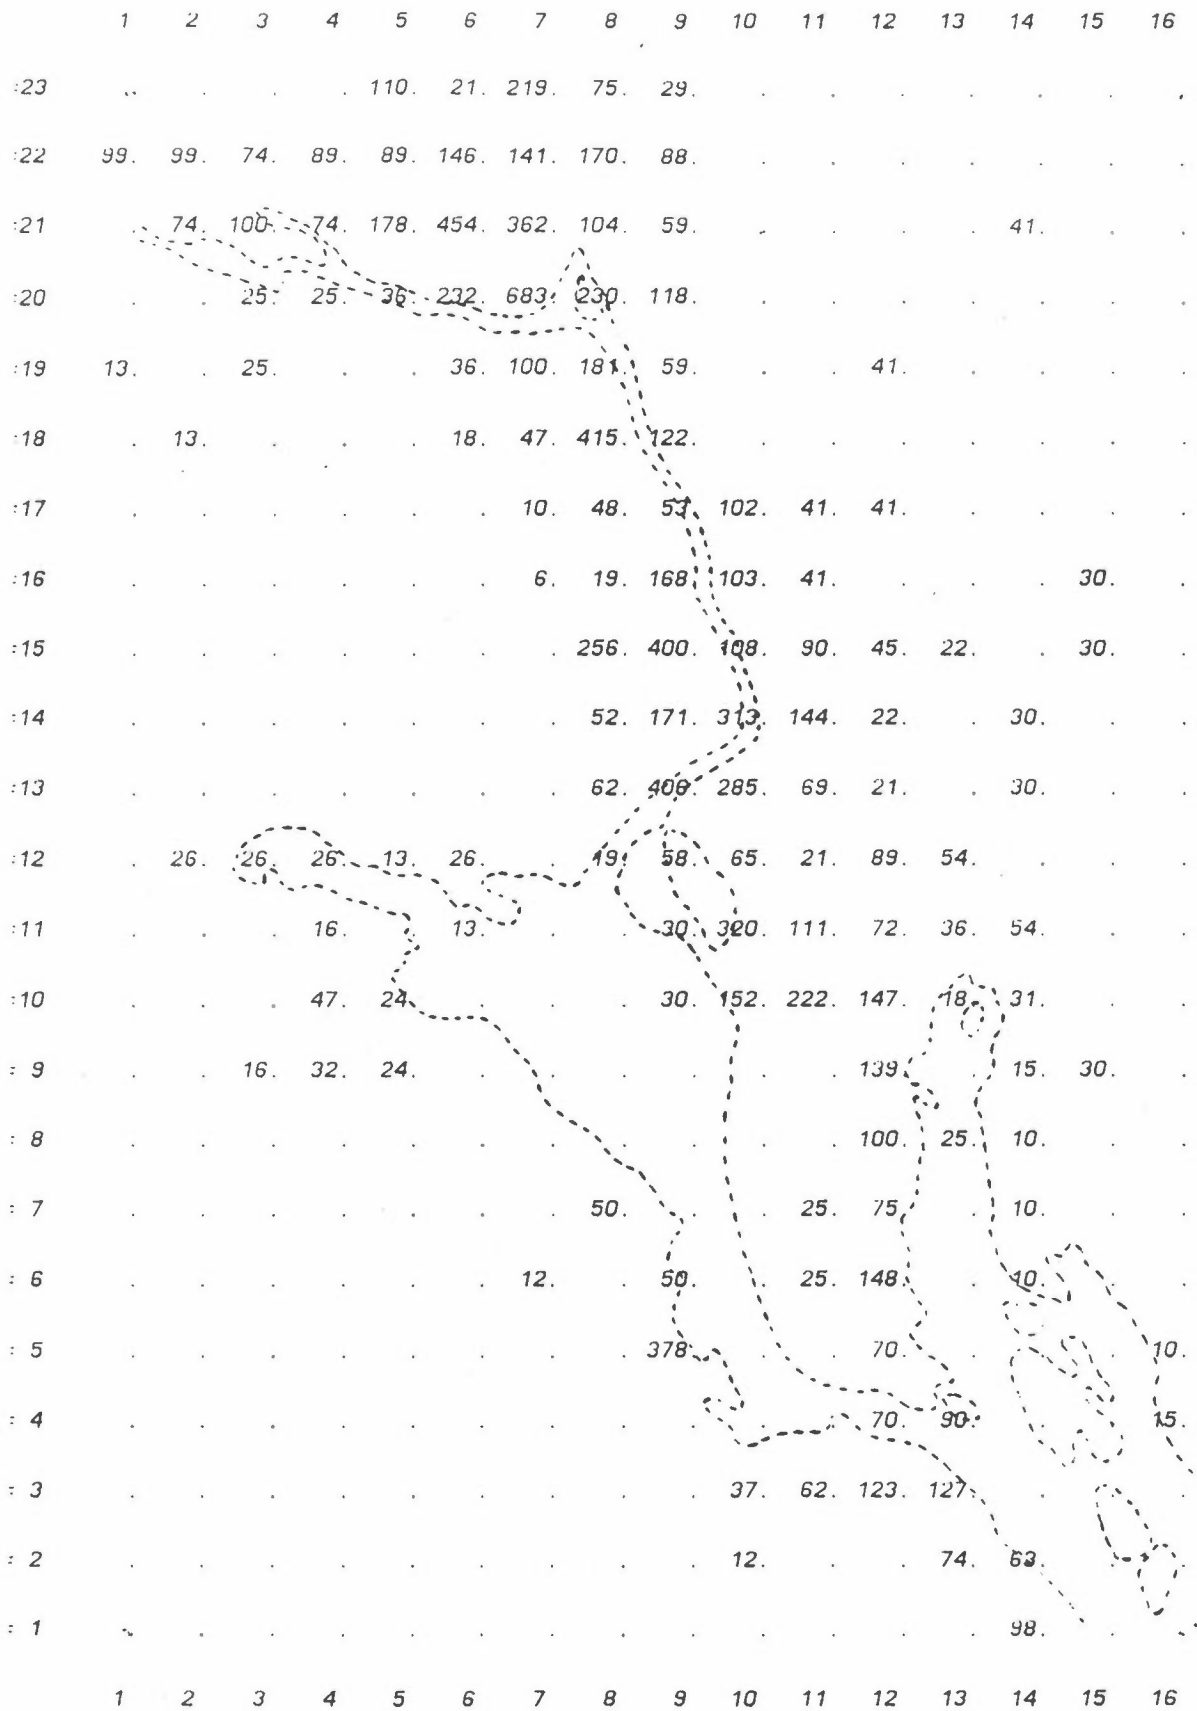 1 2 3 4 5 6 7 8 9 10 11 12 13 14 15 16
:23 . . . . 110. 21. 219. 75. 29. . . . . . . .
:22 99. 99. 74. 89. 89. 146. 141. 170. 88. . . . . . . .
:21 . 74. 100. 74. 178. 454. 362. 104. 59. . . . . 41. . .
:20 . . 25. 25. 36. 232. 683. 230. 118. . . . . . . .
:19 13. . 25. . . 36. 100. 181. 59. . . 41. . . . .
:18 . 13. . . . 18. 47. 415. 122. . . . . . . .
:17 . . . . . . 10. 48. 53. 102. 41. 41. . . . .
:16 . . . . . . 6. 19. 168. 103. 41. . . . 30. .
:15 . . . . . . . 256. 400. 108. 90. 45. 22. . 30. .
:14 . . . . . . . 52. 171. 313. 144. 22. . 30. . .
:13 . . . . . . . 62. 406. 285. 69. 21. . 30. . .
:12 . 26. 26. 26. 13. 26. . 19. 58. 65. 21. 89. 54. . . .
:11 . . . 16. . 13. . . 30. 320. 111. 72. 36. 54. . .
:10 . . . 47. 24. . . . 30. 152. 222. 147. 18. 31. . .
: 9 . . 16. 32. 24. . . . . . . 139. . 15. 30. .
: 8 . . . . . . . . . . . 100. 25. 10. . .
: 7 . . . . . . . 50. . . 25. 75. . 10. . .
: 6 . . . . . . 12. . 50. . 25. 148. . 10. . .
: 5 . . . . . . . . 378. . . 70. . . . 10.
: 4 . . . . . . . . . . . 70. 90. . . 15.
: 3 . . . . . . . . . 37. 62. 123. 127. . . .
: 2 . . . . . . . . . 12. . . 74. 63. . .
: 1 . . . . . . . . . . . . . 98. . .
1 2 3 4 5 6 7 8 9 10 11 12 13 14 15 16